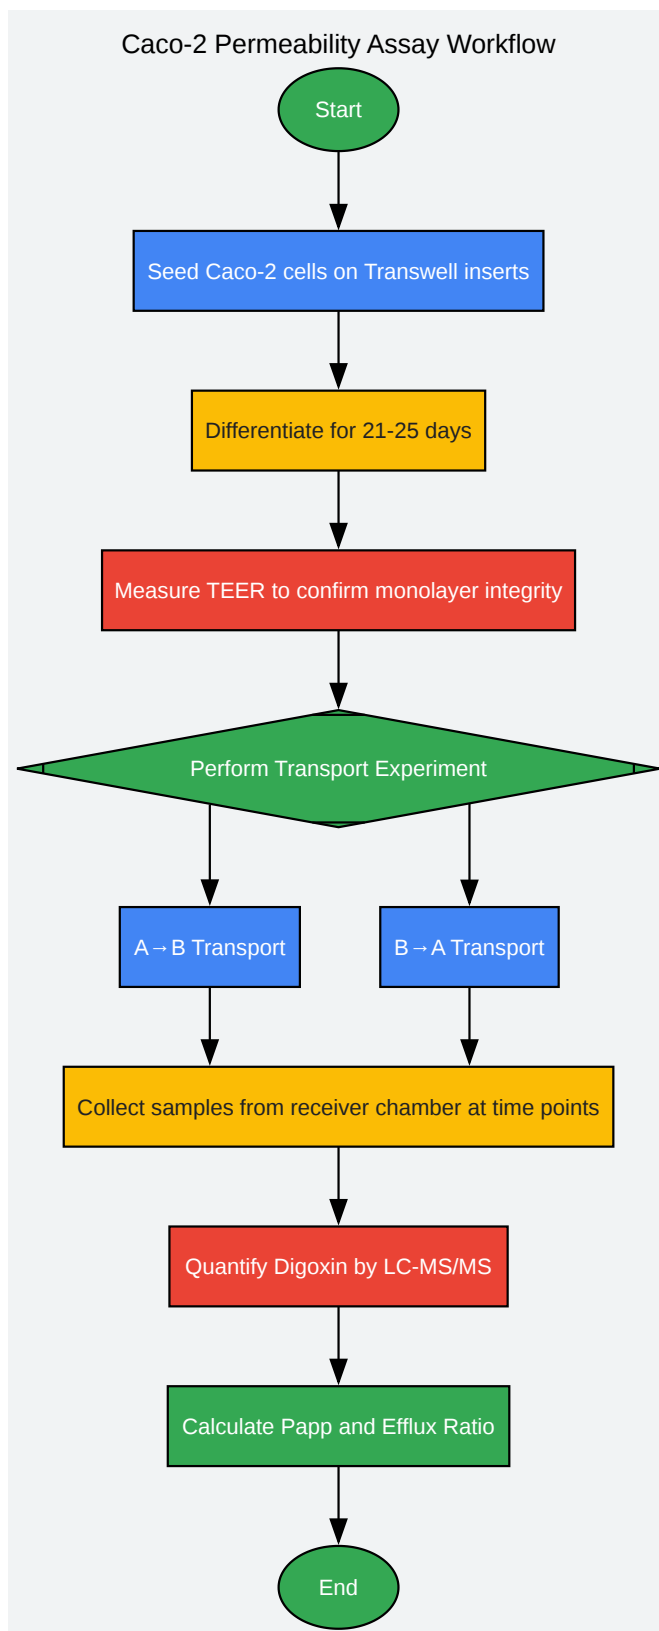 Caco-2 Permeability Assay Workflow
Start
Seed Caco-2 cells on Transwell inserts
Differentiate for 21-25 days
Measure TEER to confirm monolayer integrity
Perform Transport Experiment
A→B Transport
B→A Transport
Collect samples from receiver chamber at time points
Quantify Digoxin by LC-MS/MS
Calculate Papp and Efflux Ratio
End